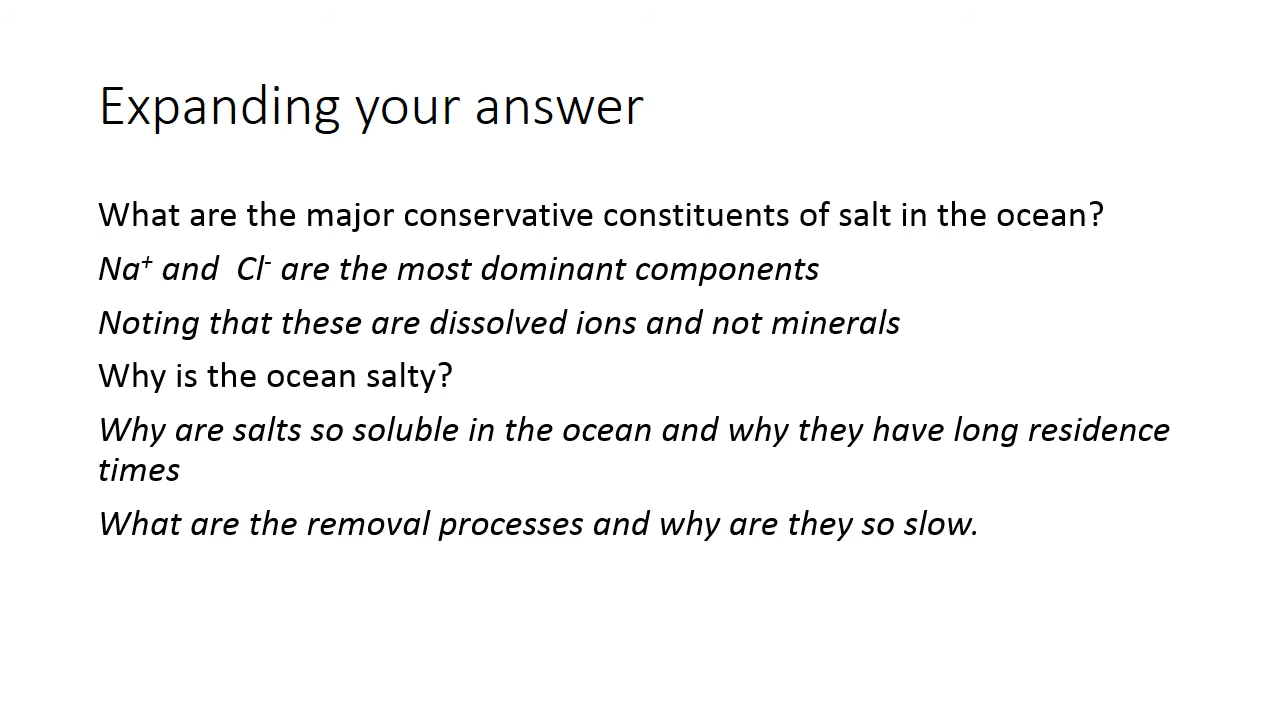 Expanding your answer
What are the major conservative constituents of salt in the ocean?
Na⁺ and  Cl⁻ are the most dominant components
Noting that these are dissolved ions and not minerals
Why is the ocean salty?
Why are salts so soluble in the ocean and why they have long residence
times
What are the removal processes and why are they so slow.